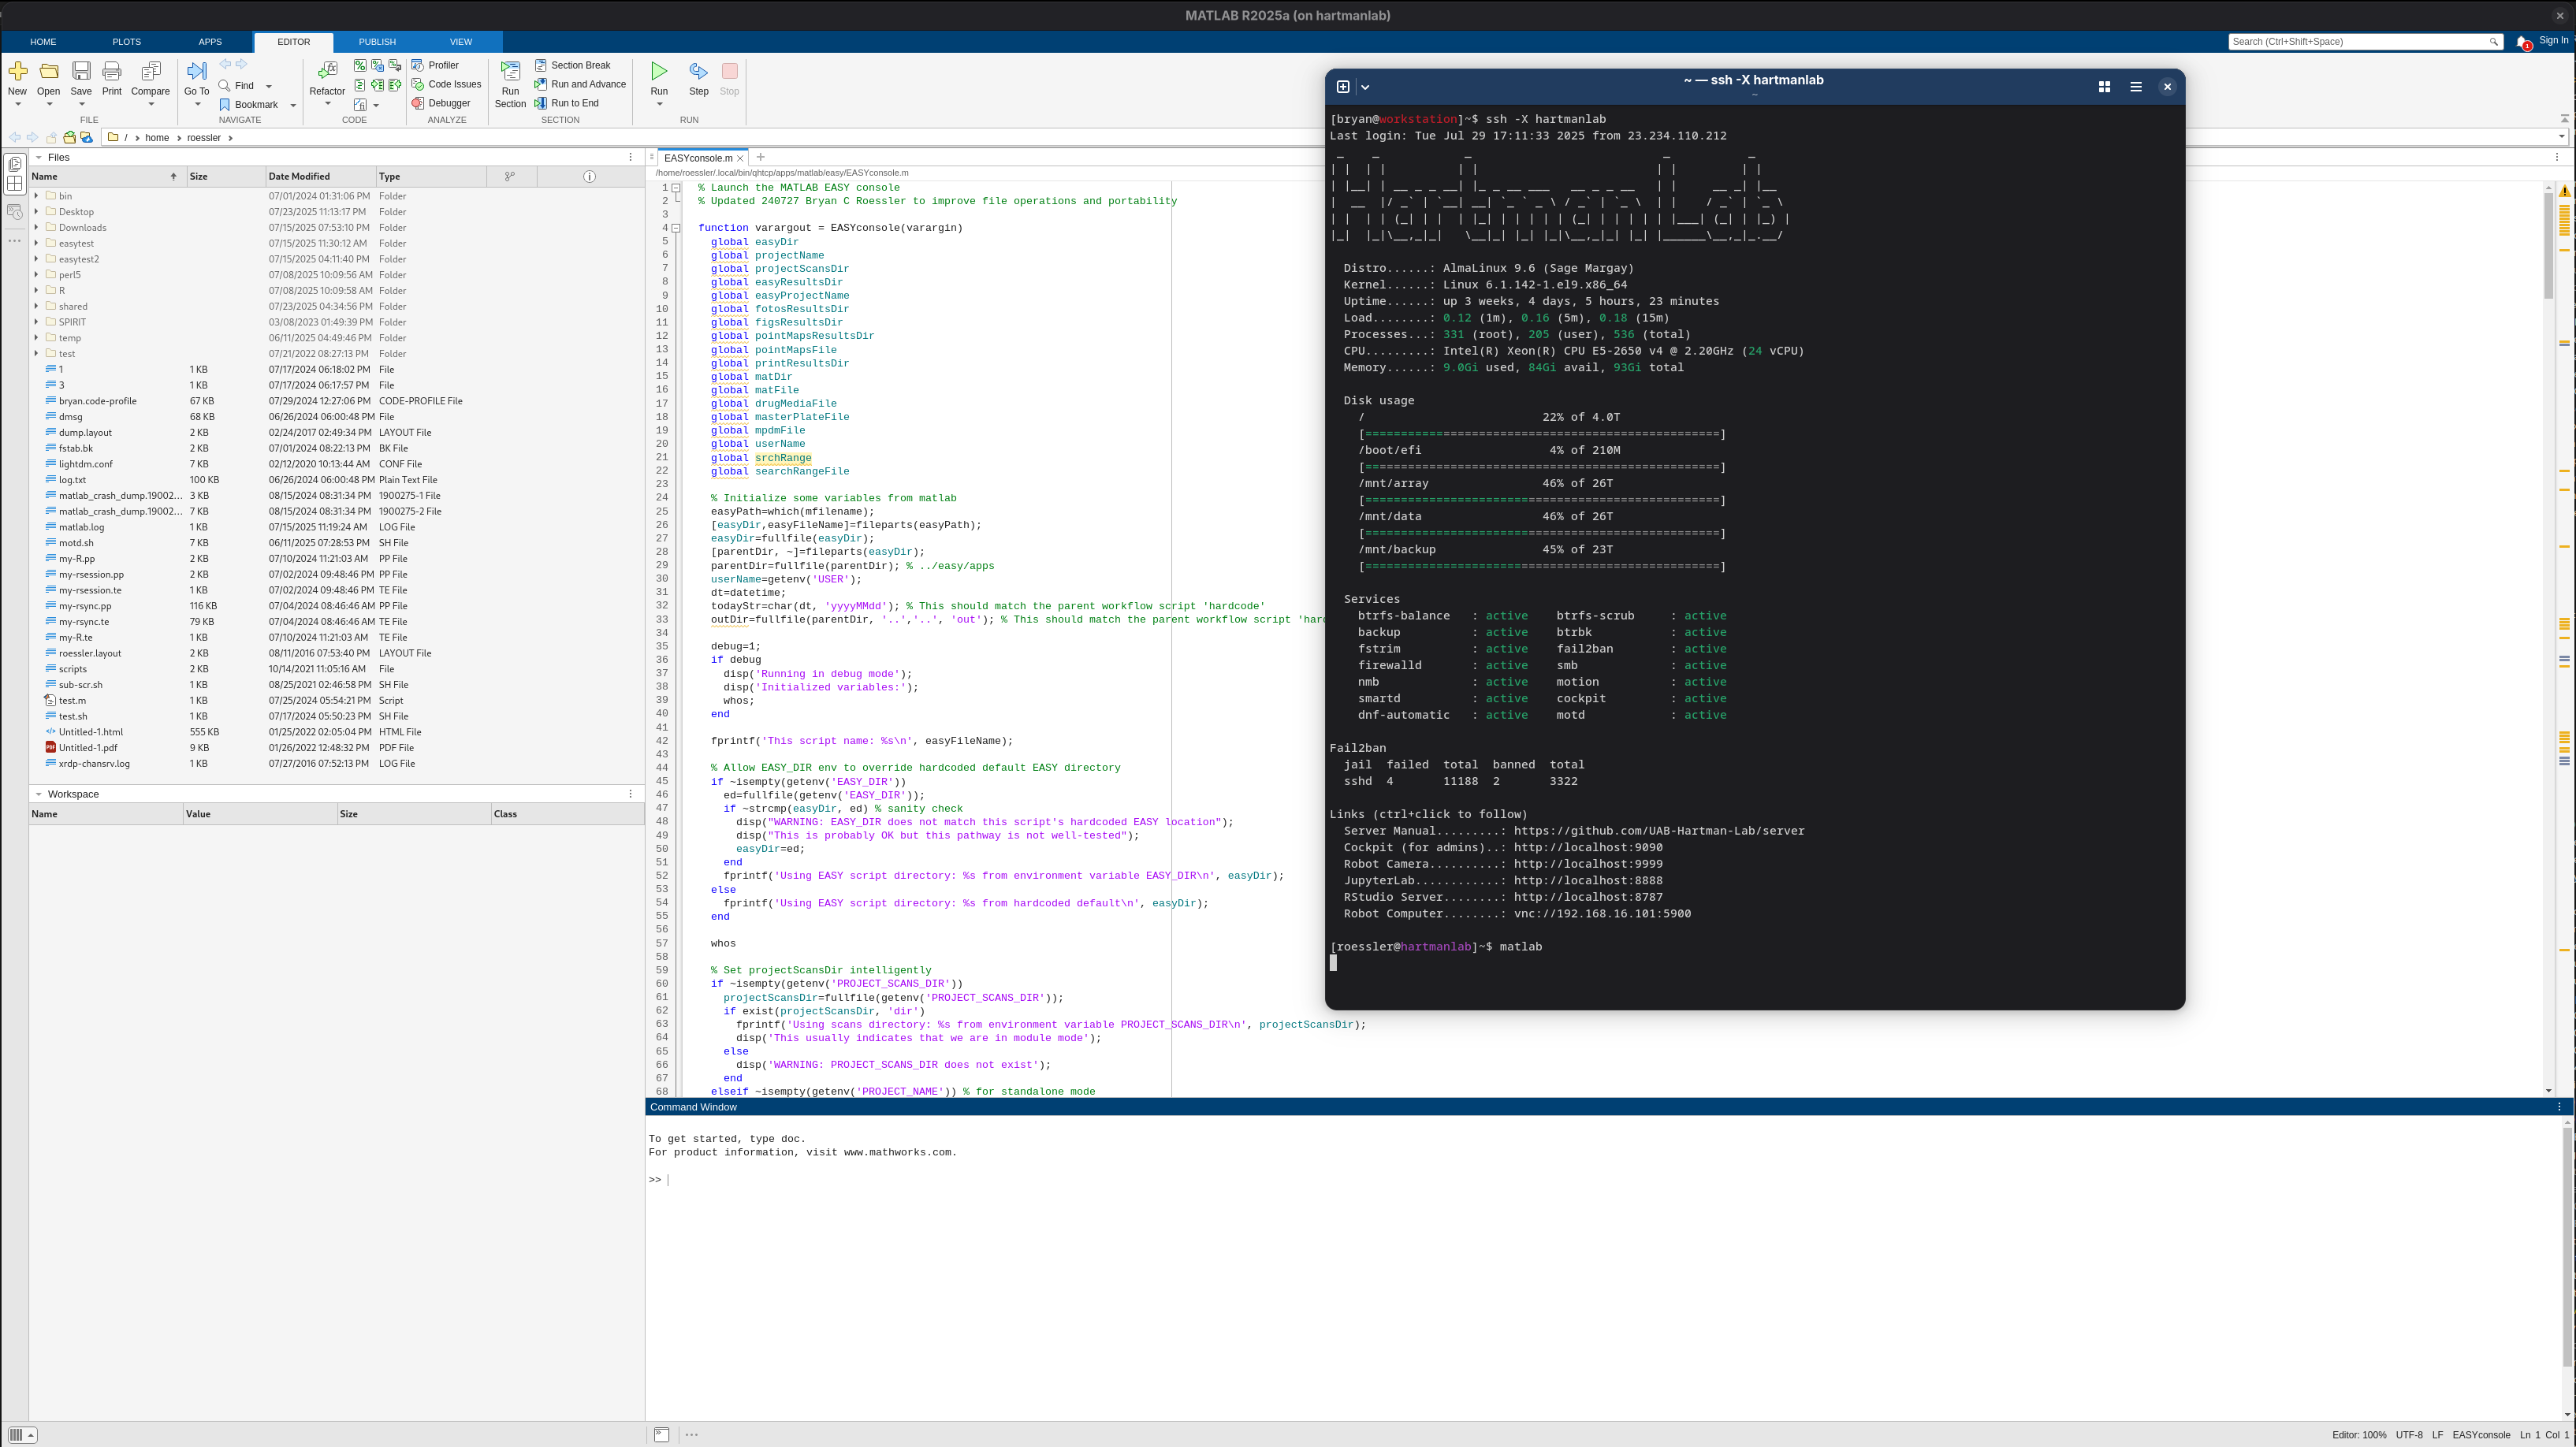 MATLAB R2025a (on hartmanlab)
HOME PLOTS APPS EDITOR PUBLISH VIEW
Search (Ctrl+Shift+Space)
1
Sign In
New Open Save Print Compare
FILE
Go To Find Bookmark
NAVIGATE
Refactor
CODE
Profiler
Code Issues
Debugger
ANALYZE
Run Section
Section Break
Run and Advance
Run to End
SECTION
Run Step Stop
RUN
/ home roessler
Files
Name Size Date Modified Type
bin 07/01/2024 01:31:06 PM Folder
Desktop 07/23/2025 11:13:17 PM Folder
Downloads 07/15/2025 07:53:10 PM Folder
easytest 07/15/2025 11:30:12 AM Folder
easytest2 07/15/2025 04:11:40 PM Folder
perl5 07/08/2025 10:09:56 AM Folder
R 07/08/2025 10:09:58 AM Folder
shared 07/23/2025 04:34:56 PM Folder
SPIRIT 03/08/2023 01:49:39 PM Folder
temp 06/11/2025 04:49:46 PM Folder
test 07/21/2022 08:27:13 PM Folder
1 1 KB 07/17/2024 06:18:02 PM File
3 1 KB 07/17/2024 06:17:57 PM File
bryan.code-profile 67 KB 07/29/2024 12:27:06 PM CODE-PROFILE File
dmsg 68 KB 06/26/2024 06:00:48 PM File
dump.layout 2 KB 02/24/2017 02:49:34 PM LAYOUT File
fstab.bk 2 KB 07/01/2024 08:22:13 PM BK File
lightdm.conf 7 KB 02/12/2020 10:13:44 AM CONF File
log.txt 100 KB 06/26/2024 06:00:48 PM Plain Text File
matlab_crash_dump.19002... 3 KB 08/15/2024 08:31:34 PM 1900275-1 File
matlab_crash_dump.19002... 7 KB 08/15/2024 08:31:34 PM 1900275-2 File
matlab.log 1 KB 07/15/2025 11:19:24 AM LOG File
motd.sh 7 KB 06/11/2025 07:28:53 PM SH File
my-R.pp 2 KB 07/10/2024 11:21:03 AM PP File
my-rsession.pp 2 KB 07/02/2024 09:48:46 PM PP File
my-rsession.te 1 KB 07/02/2024 09:48:46 PM TE File
my-rsync.pp 116 KB 07/04/2024 08:46:46 AM PP File
my-rsync.te 79 KB 07/04/2024 08:46:46 AM TE File
my-R.te 1 KB 07/10/2024 11:21:03 AM TE File
roessler.layout 2 KB 08/11/2016 07:53:40 PM LAYOUT File
scripts 2 KB 10/14/2021 11:05:16 AM File
sub-scr.sh 1 KB 08/25/2021 02:46:58 PM SH File
test.m 1 KB 07/25/2024 05:54:21 PM Script
test.sh 1 KB 07/17/2024 05:50:23 PM SH File
Untitled-1.html 555 KB 01/25/2022 02:05:04 PM HTML File
Untitled-1.pdf 9 KB 01/26/2022 12:48:32 PM PDF File
xrdp-chansrv.log 1 KB 07/27/2016 07:52:13 PM LOG File
Workspace
Name Value Size Class
EASYconsole.m
/home/roessler/.local/bin/qhtcp/apps/matlab/easy/EASYconsole.m
1 % Launch the MATLAB EASY console
2 % Updated 240727 Bryan C Roessler to improve file operations and portability
3
4 function varargout = EASYconsole(varargin)
5 global easyDir
6 global projectName
7 global projectScansDir
8 global easyResultsDir
9 global easyProjectName
10 global fotosResultsDir
11 global figsResultsDir
12 global pointMapsResultsDir
13 global pointMapsFile
14 global printResultsDir
15 global matDir
16 global matFile
17 global drugMediaFile
18 global masterPlateFile
19 global mpdmFile
20 global userName
21 global srchRange
22 global searchRangeFile
23
24 % Initialize some variables from matlab
25 easyPath=which(mfilename);
26 [easyDir,easyFileName]=fileparts(easyPath);
27 easyDir=fullfile(easyDir);
28 [parentDir, ~]=fileparts(easyDir);
29 parentDir=fullfile(parentDir); % ../easy/apps
30 userName=getenv('USER');
31 dt=datetime;
32 todayStr=char(dt, 'yyyyMMdd'); % This should match the parent workflow script 'hardcode'
33 outDir=fullfile(parentDir, '..','..', 'out'); % This should match the parent workflow script 'hard
34
35 debug=1;
36 if debug
37 disp('Running in debug mode');
38 disp('Initialized variables:');
39 whos;
40 end
41
42 fprintf('This script name: %s\n', easyFileName);
43
44 % Allow EASY_DIR env to override hardcoded default EASY directory
45 if ~isempty(getenv('EASY_DIR'))
46 ed=fullfile(getenv('EASY_DIR'));
47 if ~strcmp(easyDir, ed) % sanity check
48 disp("WARNING: EASY_DIR does not match this script's hardcoded EASY location");
49 disp("This is probably OK but this pathway is not well-tested");
50 easyDir=ed;
51 end
52 fprintf('Using EASY script directory: %s from environment variable EASY_DIR\n', easyDir);
53 else
54 fprintf('Using EASY script directory: %s from hardcoded default\n', easyDir);
55 end
56
57 whos
58
59 % Set projectScansDir intelligently
60 if ~isempty(getenv('PROJECT_SCANS_DIR'))
61 projectScansDir=fullfile(getenv('PROJECT_SCANS_DIR'));
62 if exist(projectScansDir, 'dir')
63 fprintf('Using scans directory: %s from environment variable PROJECT_SCANS_DIR\n', projectScansDir);
64 disp('This usually indicates that we are in module mode');
65 else
66 disp('WARNING: PROJECT_SCANS_DIR does not exist');
67 end
68 elseif ~isempty(getenv('PROJECT_NAME')) % for standalone mode
Command Window
To get started, type doc.
For product information, visit www.mathworks.com.
>>
~ — ssh -X hartmanlab
~
[bryan@workstation]~$ ssh -X hartmanlab
Last login: Tue Jul 29 17:11:33 2025 from 23.234.110.212
Hartman Lab
Distro......: AlmaLinux 9.6 (Sage Margay)
Kernel......: Linux 6.1.142-1.el9.x86_64
Uptime......: up 3 weeks, 4 days, 5 hours, 23 minutes
Load........: 0.12 (1m), 0.16 (5m), 0.18 (15m)
Processes...: 331 (root), 205 (user), 536 (total)
CPU.........: Intel(R) Xeon(R) CPU E5-2650 v4 @ 2.20GHz (24 vCPU)
Memory......: 9.0Gi used, 84Gi avail, 93Gi total
Disk usage
/ 22% of 4.0T
[==================================================]
/boot/efi 4% of 210M
[==================================================]
/mnt/array 46% of 26T
[==================================================]
/mnt/data 46% of 26T
[==================================================]
/mnt/backup 45% of 23T
[==================================================]
Services
btrfs-balance : active btrfs-scrub : active
backup : active btrbk : active
fstrim : active fail2ban : active
firewalld : active smb : active
nmb : active motion : active
smartd : active cockpit : active
dnf-automatic : active motd : active
Fail2ban
jail failed total banned total
sshd 4 11188 2 3322
Links (ctrl+click to follow)
Server Manual.........: https://github.com/UAB-Hartman-Lab/server
Cockpit (for admins)..: http://localhost:9090
Robot Camera..........: http://localhost:9999
JupyterLab............: http://localhost:8888
RStudio Server........: http://localhost:8787
Robot Computer........: vnc://192.168.16.101:5900
[roessler@hartmanlab]~$ matlab
Editor: 100% UTF-8 LF EASYconsole Ln 1 Col 1